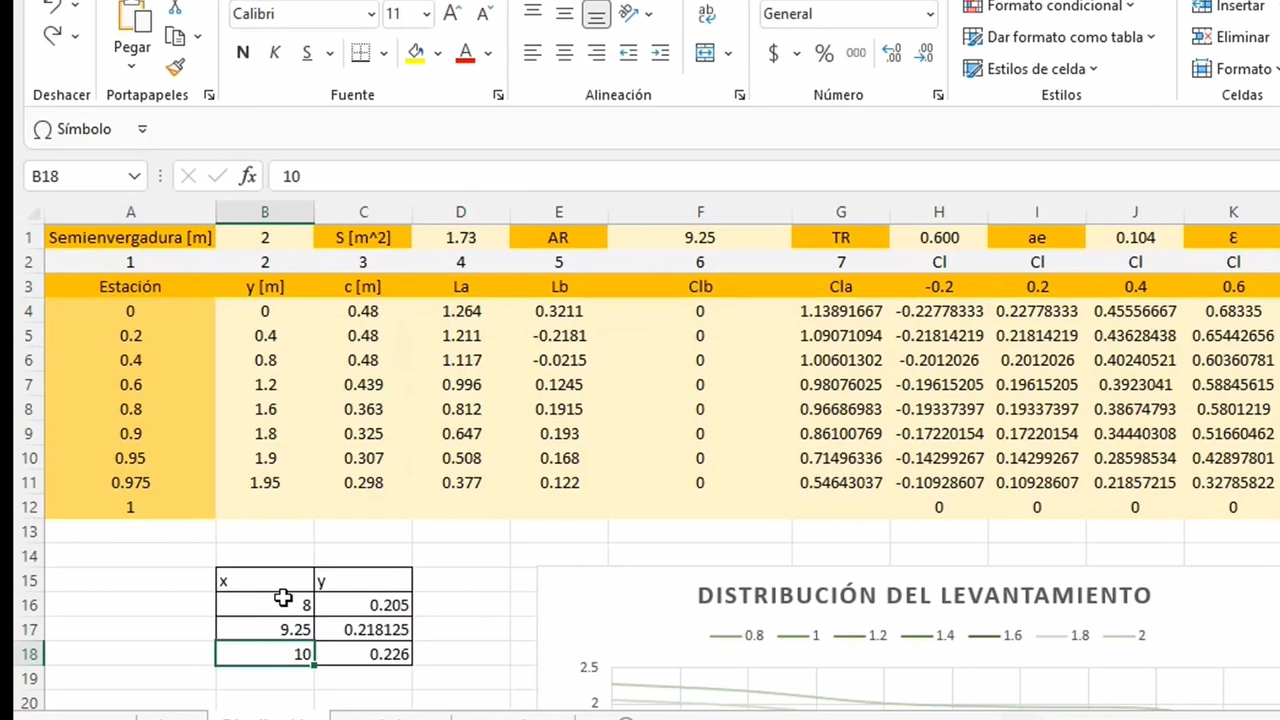 Calibri 11 General Formato condicional Insertar
Pegar N K S A $ % 000 Dar formato como tabla Eliminar
Estilos de celda Formato
Deshacer Portapapeles Fuente Alineación Número Estilos Celdas
Símbolo
B18 fx 10
A B C D E F G H I J K
1 Semienvergadura [m] 2 S [m^2] 1.73 AR 9.25 TR 0.600 ae 0.104 Ɛ
2 1 2 3 4 5 6 7 Cl Cl Cl Cl
3 Estación y [m] c [m] La Lb Clb Cla -0.2 0.2 0.4 0.6
4 0 0 0.48 1.264 0.3211 0 1.13891667 -0.22778333 0.22778333 0.45556667 0.68335
5 0.2 0.4 0.48 1.211 -0.2181 0 1.09071094 -0.21814219 0.21814219 0.43628438 0.65442656
6 0.4 0.8 0.48 1.117 -0.0215 0 1.00601302 -0.2012026 0.2012026 0.40240521 0.60360781
7 0.6 1.2 0.439 0.996 0.1245 0 0.98076025 -0.19615205 0.19615205 0.3923041 0.58845615
8 0.8 1.6 0.363 0.812 0.1915 0 0.96686983 -0.19337397 0.19337397 0.38674793 0.5801219
9 0.9 1.8 0.325 0.647 0.193 0 0.86100769 -0.17220154 0.17220154 0.34440308 0.51660462
10 0.95 1.9 0.307 0.508 0.168 0 0.71496336 -0.14299267 0.14299267 0.28598534 0.42897801
11 0.975 1.95 0.298 0.377 0.122 0 0.54643037 -0.10928607 0.10928607 0.21857215 0.32785822
12 1 0 0 0 0
13
14
15 x y
16 8 0.205
17 9.25 0.218125
18 10 0.226
19
20
DISTRIBUCIÓN DEL LEVANTAMIENTO
0.8 1 1.2 1.4 1.6 1.8 2
2.5
2